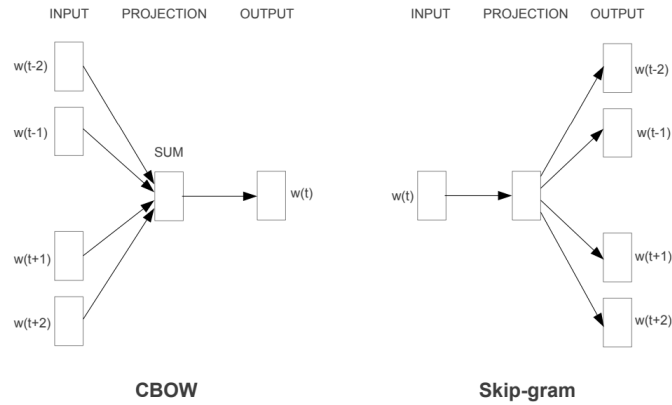 INPUT PROJECTION OUTPUT
w(t-2)
w(t-1)
SUM
w(t)
w(t+1)
w(t+2)
CBOW
INPUT PROJECTION OUTPUT
w(t-2)
w(t-1)
w(t)
w(t+1)
w(t+2)
Skip-gram